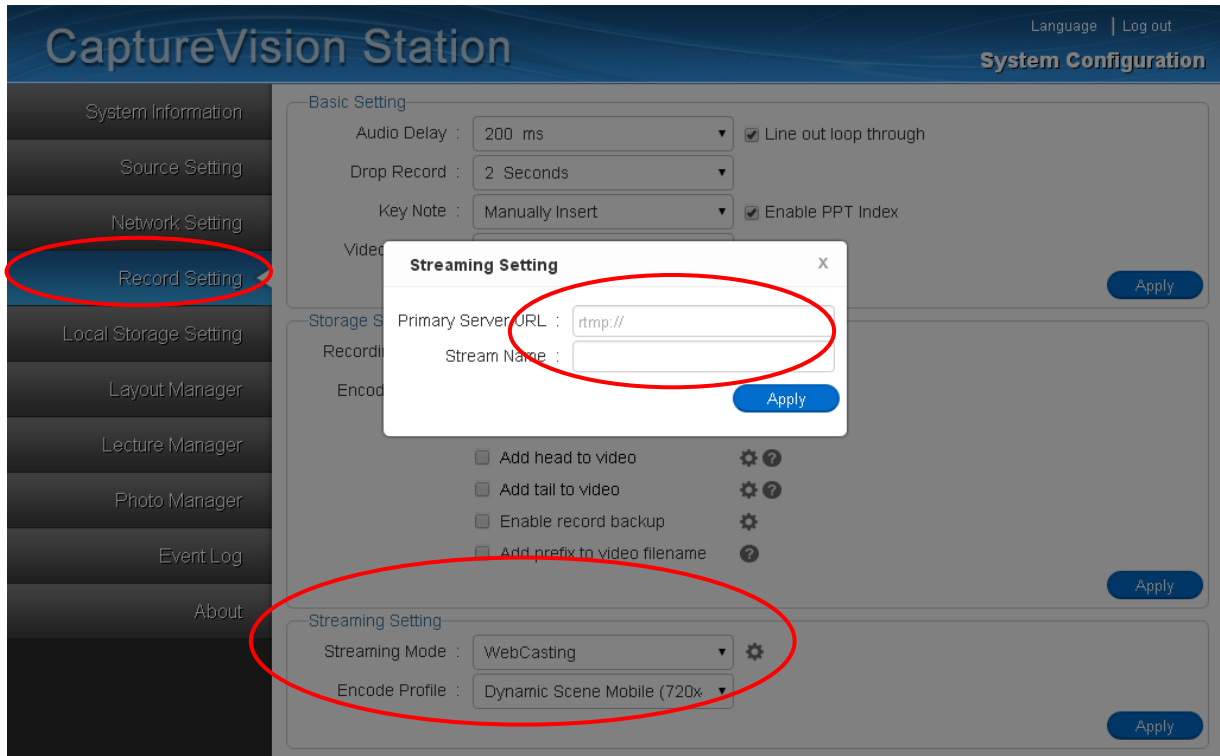 CaptureVision Station
Language | Log out
System Configuration
System Information
Source Setting
Network Setting
Record Setting
Local Storage Setting
Layout Manager
Lecture Manager
Photo Manager
Event Log
About
Basic Setting
Audio Delay : 200 ms Line out loop through
Drop Record : 2 Seconds
Key Note : Manually Insert Enable PPT Index
Video
Apply
Streaming Setting X
Primary Server URL : rtmp://
Stream Name :
Apply
Storage S
Recordi
Encod
Add head to video
Add tail to video
Enable record backup
Add prefix to video filename
Apply
Streaming Setting
Streaming Mode : WebCasting
Encode Profile : Dynamic Scene Mobile (720x
Apply